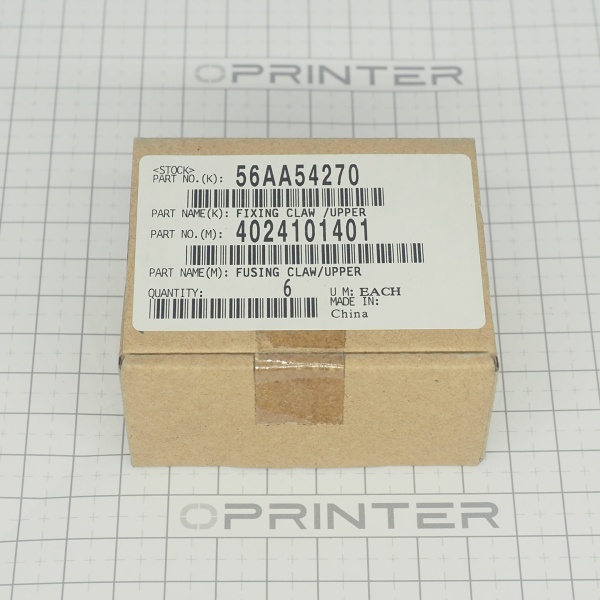 OPRINTER
<STOCK>
PART NO.(K): 56AA54270
PART NAME(K): FIXING CLAW /UPPER
PART NO.(M): 4024101401
PART NAME(M): FUSING CLAW/UPPER
QUANTITY: 6 U M: EACH
MADE IN:
China
OPRINTER